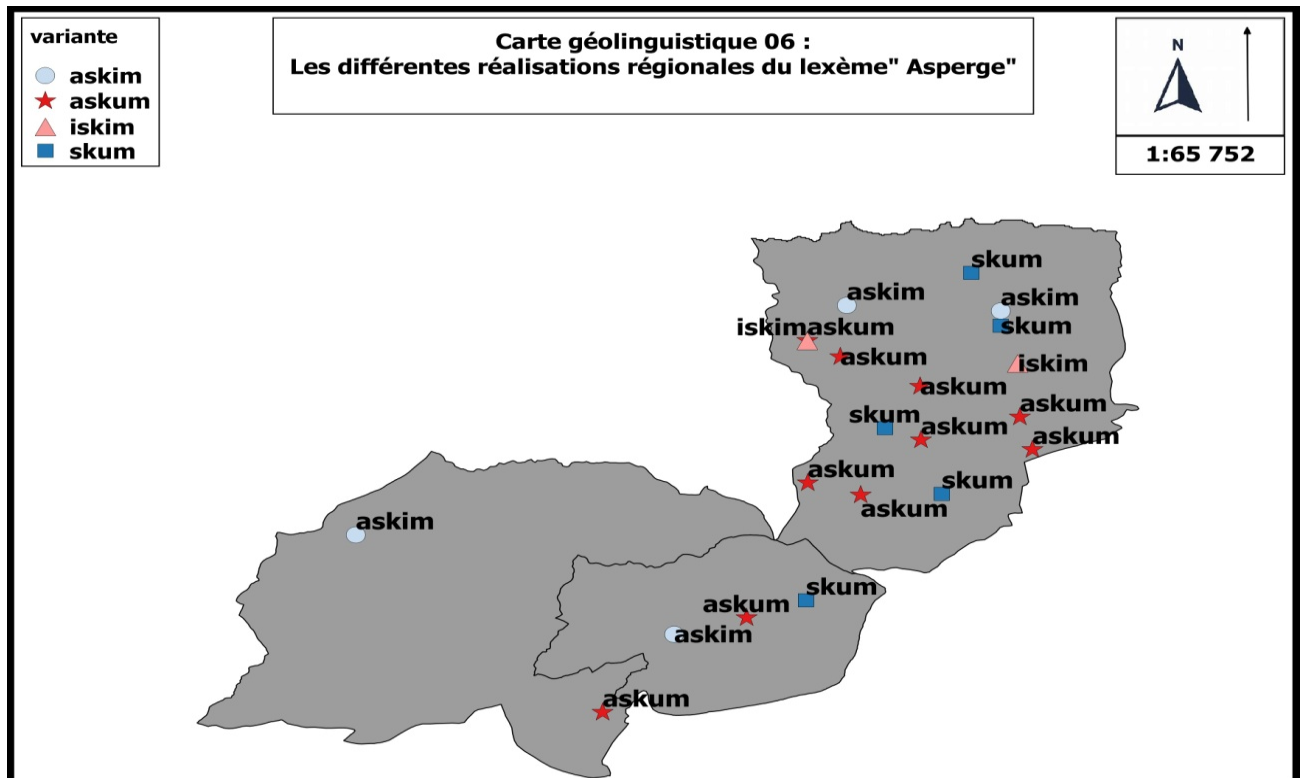 variante
askim
askum
iskim
skum
Carte géolinguistique 06 :
Les différentes réalisations régionales du lexème" Asperge"
N
1:65 752
skum
askim
askim
iskimaskum
skum
askum
iskim
askum
askum
skum
askum
askum
askum
skum
askum
askim
skum
askum
askim
askum